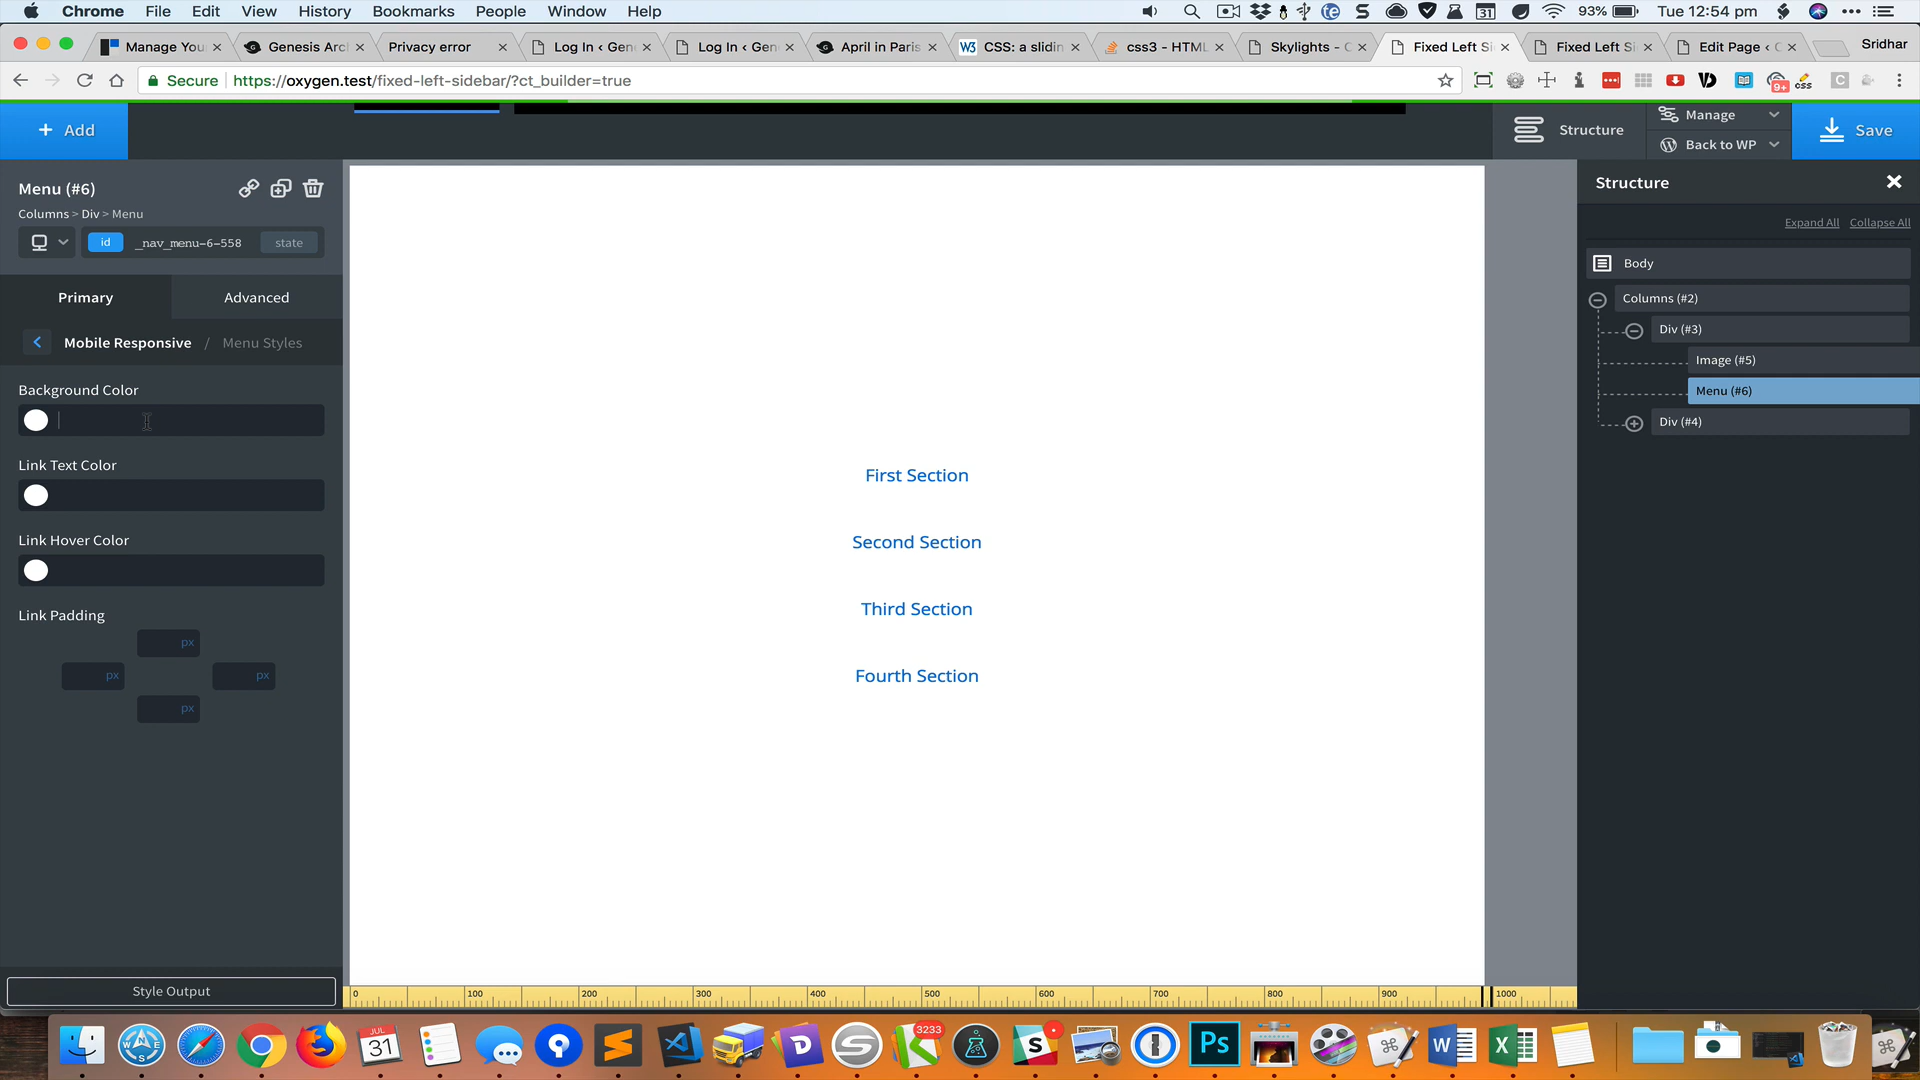 Chrome File Edit View History Bookmarks People Window Help 93% Tue 12:54 pm
Manage You Genesis Arc Privacy error Log In ‹ Gen Log In ‹ Gen April in Paris CSS: a slidin css3 - HTML Skylights - Fixed Left Si Fixed Left S Edit Page ‹ Sridhar
Secure https://oxygen.test/fixed-left-sidebar/?ct_builder=true
+ Add
Structure
Manage
Back to WP
Save
Menu (#6)
Columns > Div > Menu
id _nav_menu-6-558 state
Primary Advanced
Mobile Responsive / Menu Styles
Background Color
Link Text Color
Link Hover Color
Link Padding
px
px px
px
Style Output
First Section
Second Section
Third Section
Fourth Section
0 100 200 300 400 500 600 700 800 900 1000
Structure
Expand All Collapse All
Body
Columns (#2)
Div (#3)
Image (#5)
Menu (#6)
Div (#4)
3233